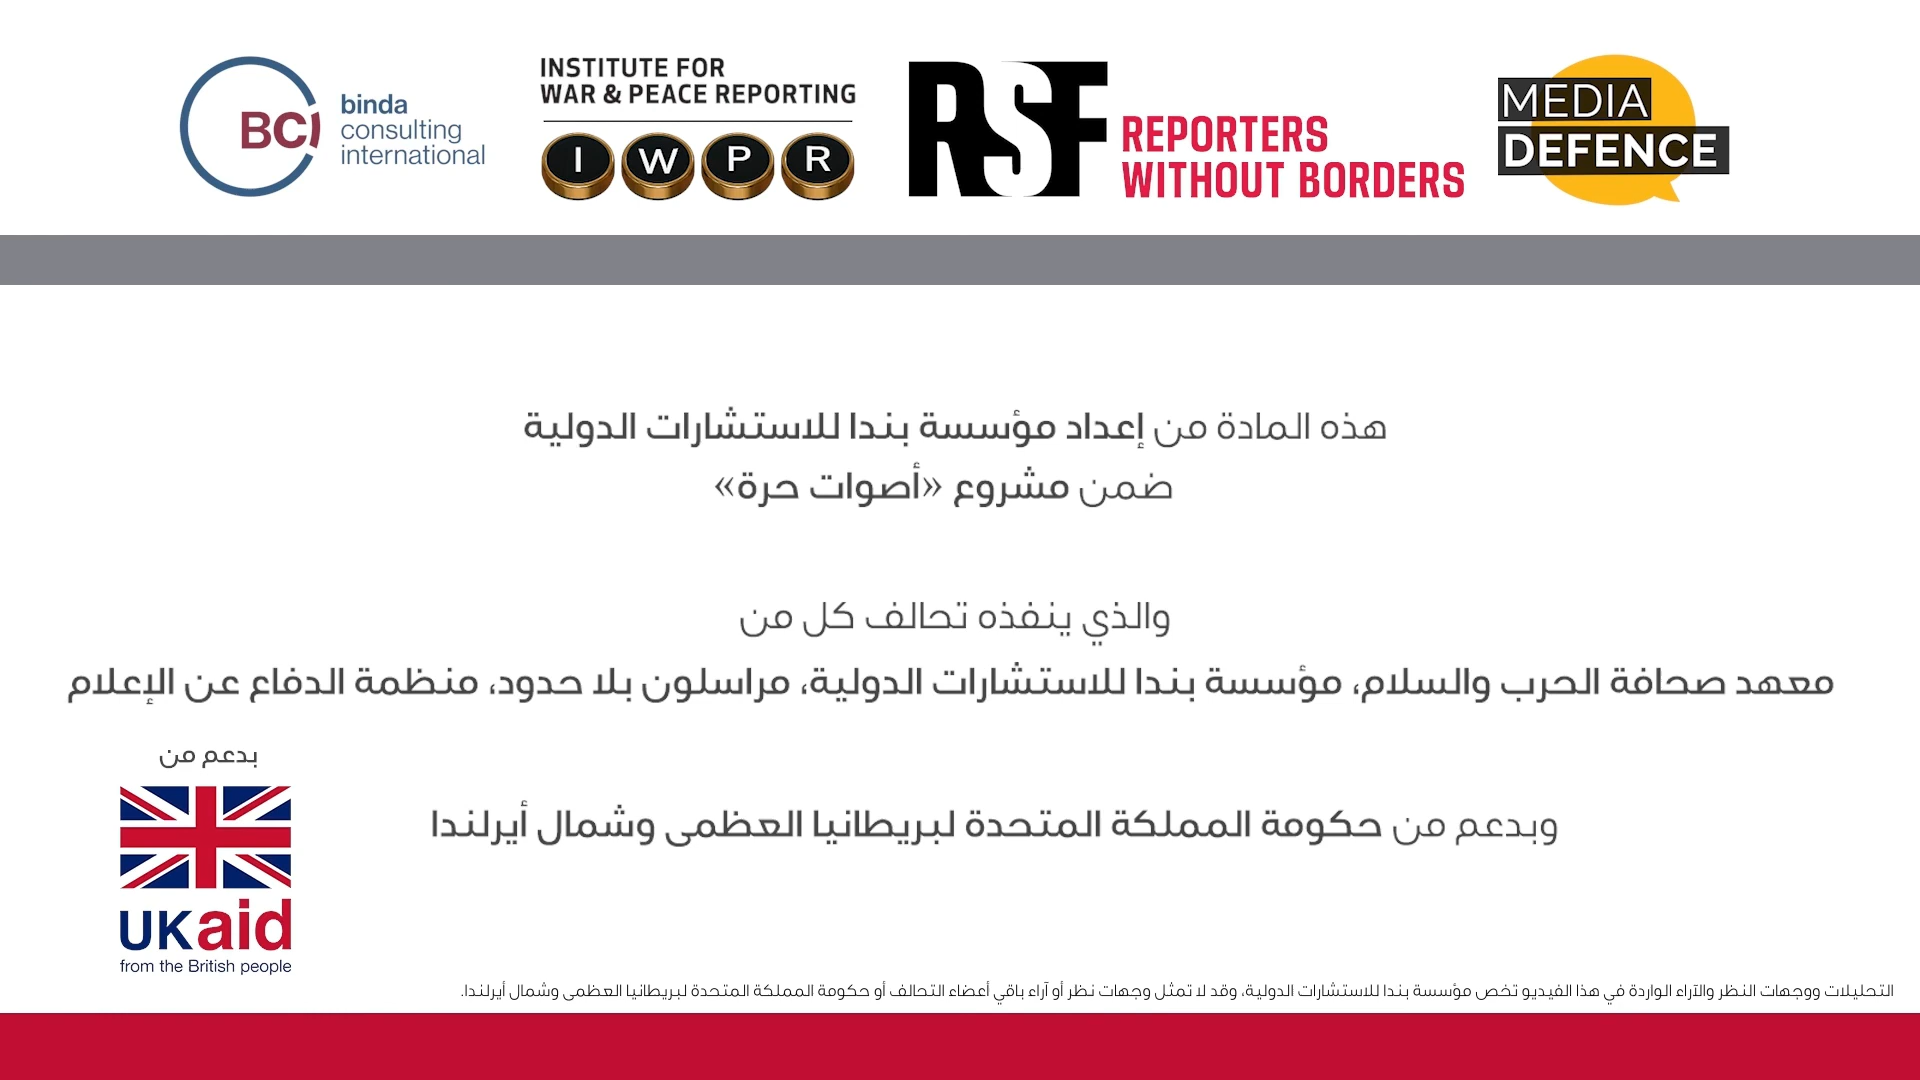 BCI
binda
consulting
international
INSTITUTE FOR
WAR & PEACE REPORTING
I W P R
RSF
REPORTERS
WITHOUT BORDERS
MEDIA
DEFENCE
هذه المادة من إعداد مؤسسة بندا للاستشارات الدولية
ضمن مشروع «أصوات حرة»
والذي ينفذه تحالف كل من
معهد صحافة الحرب والسلام، مؤسسة بندا للاستشارات الدولية، مراسلون بلا حدود، منظمة الدفاع عن الإعلام
بدعم من
وبدعم من حكومة المملكة المتحدة لبريطانيا العظمى وشمال أيرلندا
UKaid
from the British people
التحليلات ووجهات النظر والآراء الواردة في هذا الفيديو تخص مؤسسة بندا للاستشارات الدولية، وقد لا تمثل وجهات نظر أو آراء باقي أعضاء التحالف أو حكومة المملكة المتحدة لبريطانيا العظمى وشمال أيرلندا.